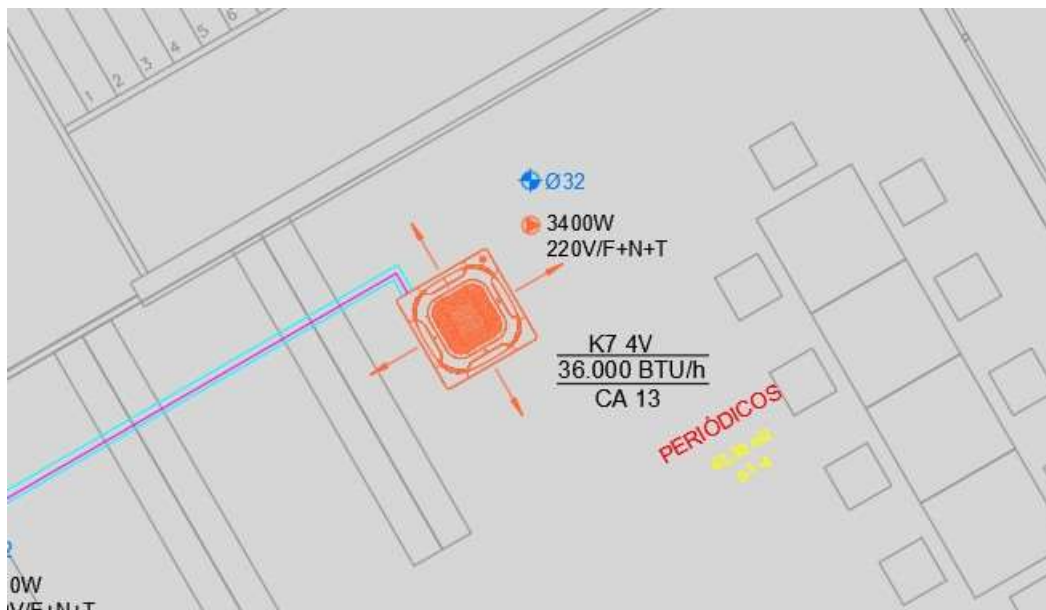 1
2
3
4
5
6
Ø32
3400W
220V/F+N+T
K7 4V
36.000 BTU/h
CA 13
PERIÓDICOS
0W
V/F+N+T